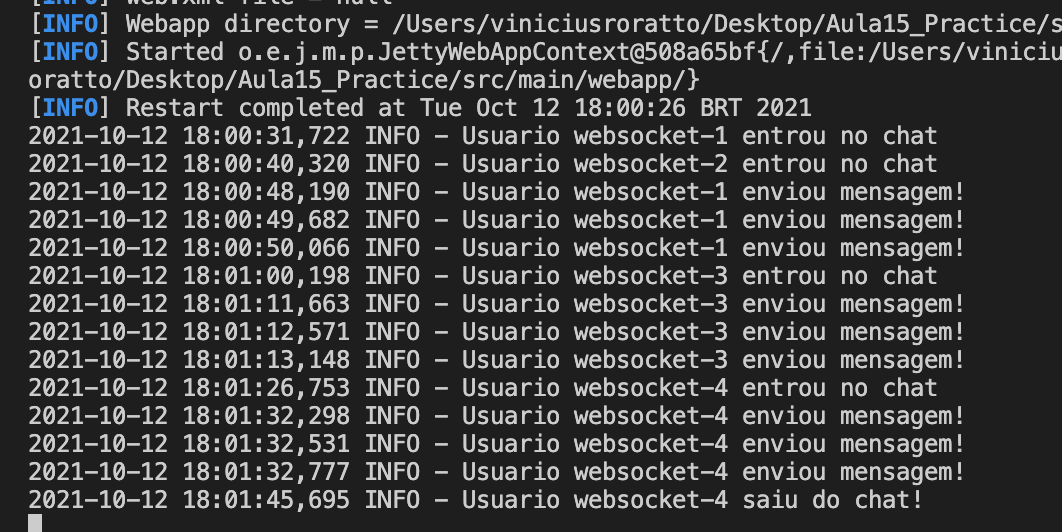 [INFO] web.xml file = null
[INFO] Webapp directory = /Users/viniciusroratto/Desktop/Aula15_Practice/s
[INFO] Started o.e.j.m.p.JettyWebAppContext@508a65bf{/,file:/Users/viniciu
oratto/Desktop/Aula15_Practice/src/main/webapp/}
[INFO] Restart completed at Tue Oct 12 18:00:26 BRT 2021
2021-10-12 18:00:31,722 INFO - Usuario websocket-1 entrou no chat
2021-10-12 18:00:40,320 INFO - Usuario websocket-2 entrou no chat
2021-10-12 18:00:48,190 INFO - Usuario websocket-1 enviou mensagem!
2021-10-12 18:00:49,682 INFO - Usuario websocket-1 enviou mensagem!
2021-10-12 18:00:50,066 INFO - Usuario websocket-1 enviou mensagem!
2021-10-12 18:01:00,198 INFO - Usuario websocket-3 entrou no chat
2021-10-12 18:01:11,663 INFO - Usuario websocket-3 enviou mensagem!
2021-10-12 18:01:12,571 INFO - Usuario websocket-3 enviou mensagem!
2021-10-12 18:01:13,148 INFO - Usuario websocket-3 enviou mensagem!
2021-10-12 18:01:26,753 INFO - Usuario websocket-4 entrou no chat
2021-10-12 18:01:32,298 INFO - Usuario websocket-4 enviou mensagem!
2021-10-12 18:01:32,531 INFO - Usuario websocket-4 enviou mensagem!
2021-10-12 18:01:32,777 INFO - Usuario websocket-4 enviou mensagem!
2021-10-12 18:01:45,695 INFO - Usuario websocket-4 saiu do chat!